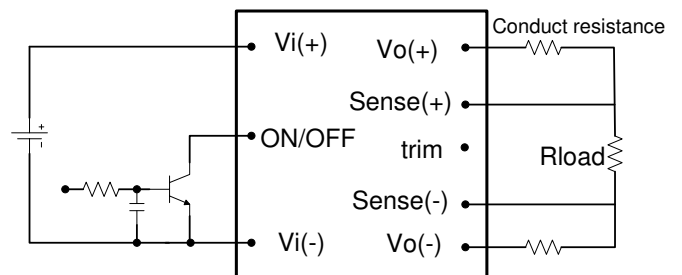 Conduct resistance
Vi(+)
Vo(+)
Sense(+)
ON/OFF
trim
Rload
Sense(-)
Vi(-)
Vo(-)
+
-